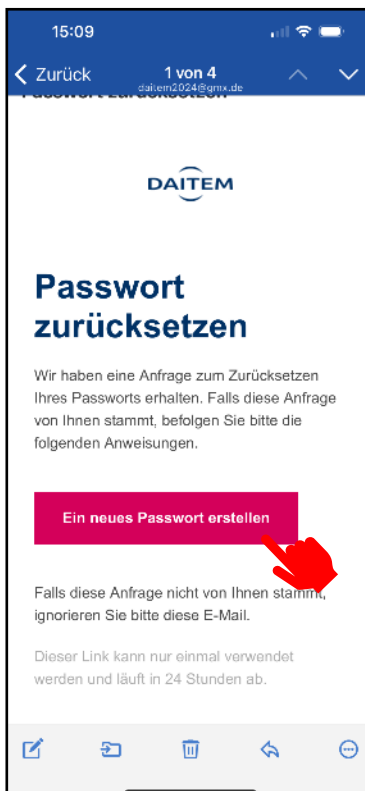 15:09
Zurück
1 von 4
daitem2024@gmx.de
Passwort zurücksetzen
DAITEM
Passwort
zurücksetzen
Wir haben eine Anfrage zum Zurücksetzen
Ihres Passworts erhalten. Falls diese Anfrage
von Ihnen stammt, befolgen Sie bitte die
folgenden Anweisungen.
Ein neues Passwort erstellen
Falls diese Anfrage nicht von Ihnen stammt,
ignorieren Sie bitte diese E-Mail.
Dieser Link kann nur einmal verwendet
werden und läuft in 24 Stunden ab.